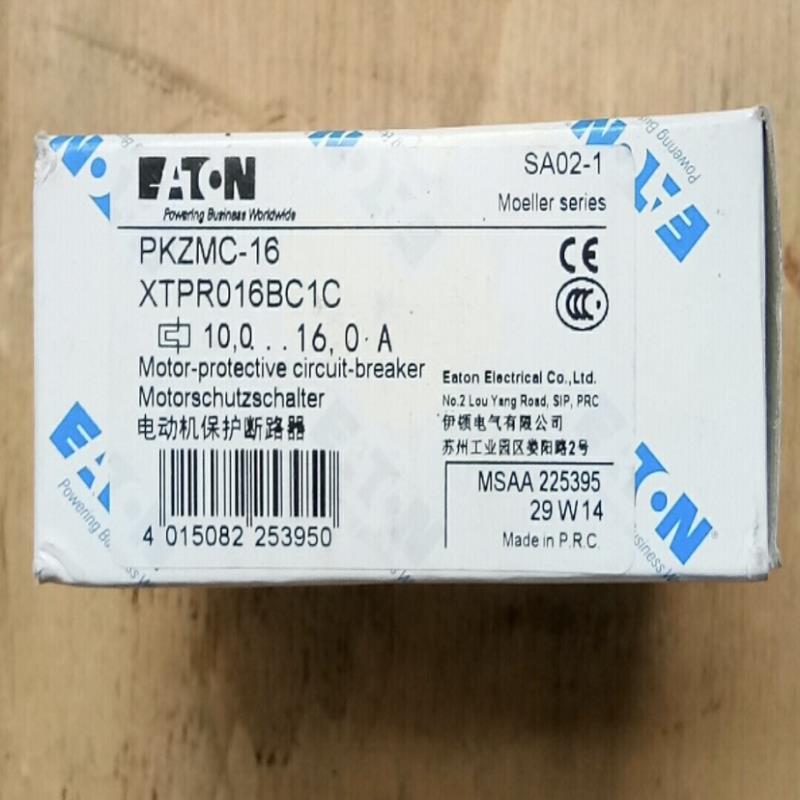 EATON
Powering Business Worldwide
SA02-1
Moeller series
PKZMC-16
XTPR016BC1C
10,0...16,0 A
Motor-protective circuit-breaker
Motorschutzschalter
电动机保护断路器
CE
CCC
Eaton Electrical Co.,Ltd.
No.2 Lou Yang Road, SIP, PRC
伊顿电气有限公司
苏州工业园区娄阳路2号
MSAA 225395
29 W 14
Made in P.R.C.
4 015082 253950